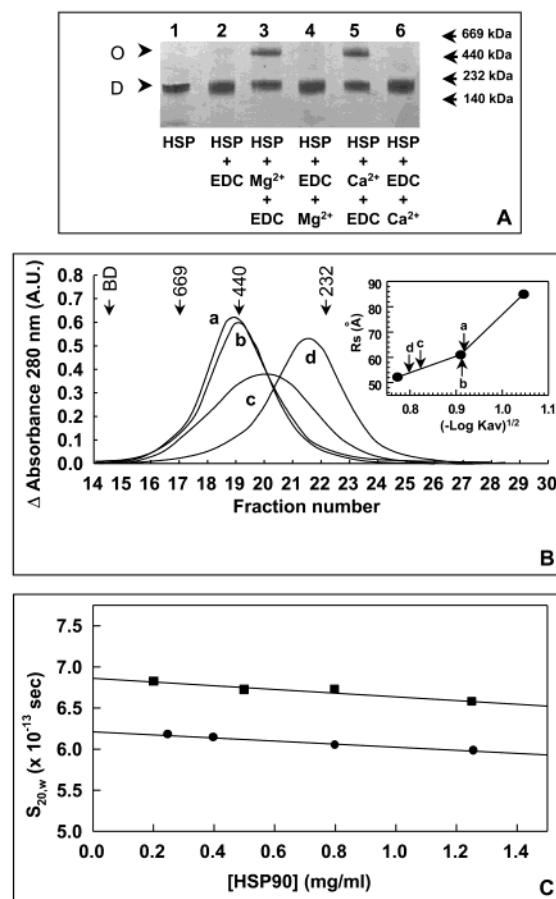 1 2 3 4 5 6
O
D
669 kDa
440 kDa
232 kDa
140 kDa
HSP HSP HSP HSP HSP HSP
+ + + + +
EDC Mg2+ EDC Ca2+ EDC
+ + + +
EDC Mg2+ EDC Ca2+
A
Δ Absorbance 280 nm (A.U.)
0.8
0.7
0.6
0.5
0.4
0.3
0.2
0.1
0.0
BD
669
440
232
a
b
c
d
14 15 16 17 18 19 20 21 22 23 24 25 26 27 28 29 30
Fraction number
Rs (Å)
90
80
70
60
50
d c a
b
0.8 0.9 1.0 1.1
(-Log Kav)1/2
B
S20,w (x 10-13 sec)
7.5
7.0
6.5
6.0
5.0
0.0 0.2 0.4 0.6 0.8 1.0 1.2 1.4
[HSP90] (mg/ml)
C